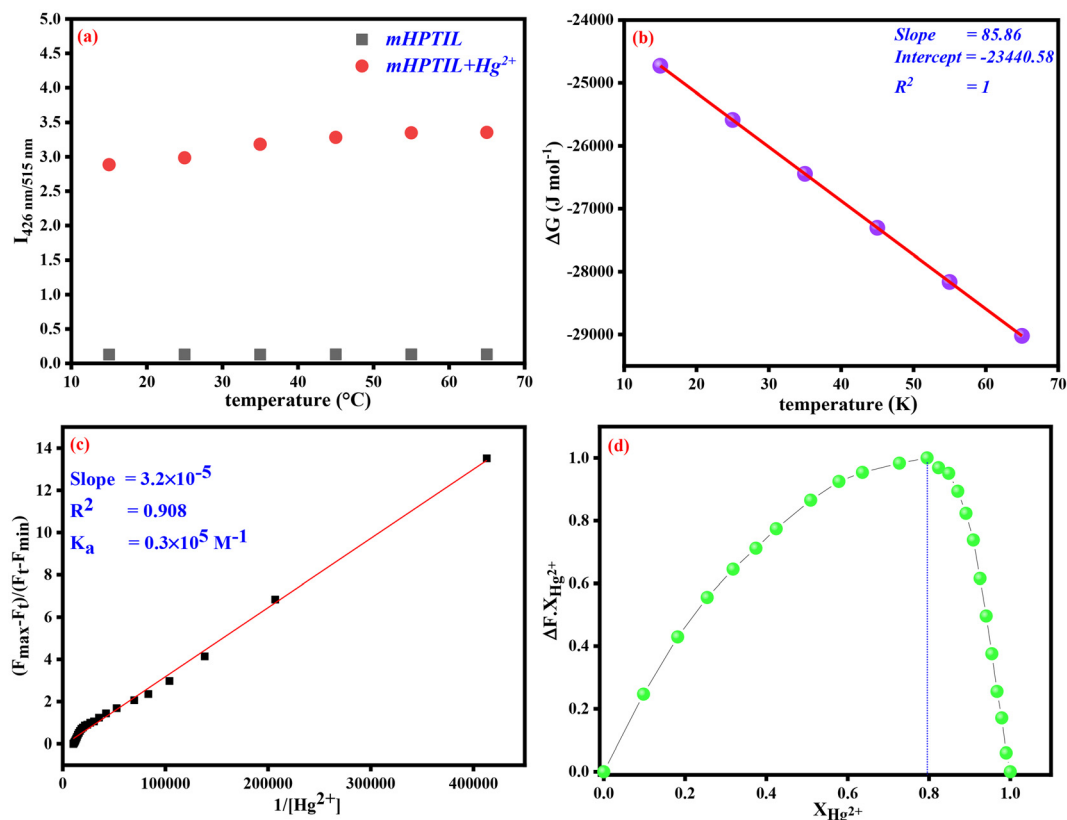 (a)
mHPTIL
mHPTIL+Hg²⁺
5.0
4.5
4.0
3.5
3.0
2.5
2.0
1.5
1.0
0.5
0.0
I426 nm/515 nm
10 20 30 40 50 60 70
temperature (°C)
(b)
Slope = 85.86
Intercept = -23440.58
R² = 1
-24000
-25000
-26000
-27000
-28000
-29000
ΔG (J mol⁻¹)
10 20 30 40 50 60 70
temperature (K)
(c)
Slope = 3.2×10⁻⁵
R² = 0.908
Kₐ = 0.3×10⁵ M⁻¹
14
12
10
8
6
4
2
0
(Fmax-Ft)/(Ft-Fmin)
0 100000 200000 300000 400000
1/[Hg²⁺]
(d)
1.0
0.8
0.6
0.4
0.2
0.0
ΔF.XHg²⁺
0.0 0.2 0.4 0.6 0.8 1.0
XHg²⁺